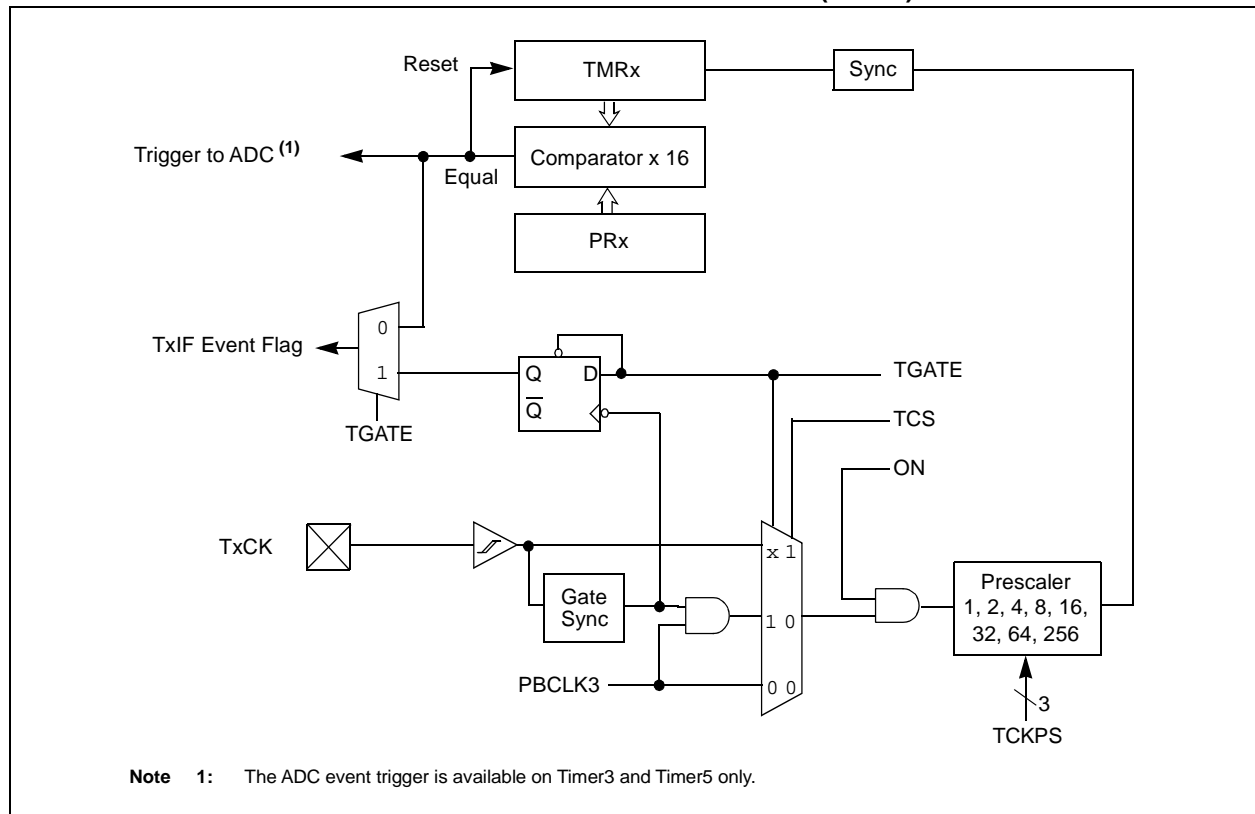 Reset
TMRx
Sync
Trigger to ADC (1)
Equal
Comparator x 16
PRx
TxIF Event Flag
0
1
TGATE
Q
D
Q
TGATE
TCS
ON
TxCK
x 1
Gate
Sync
1 0
Prescaler
1, 2, 4, 8, 16,
32, 64, 256
PBCLK3
0 0
3
TCKPS
Note 1: The ADC event trigger is available on Timer3 and Timer5 only.